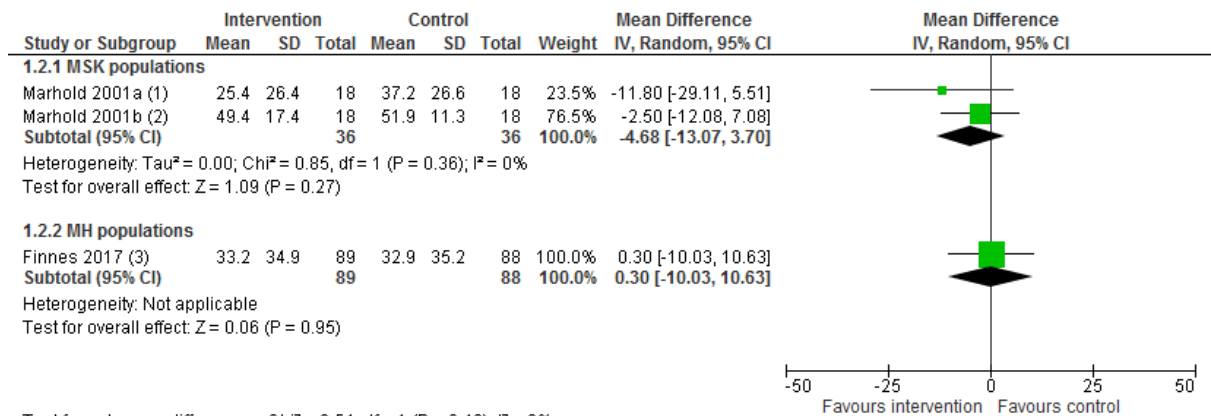 Intervention Control Mean Difference Mean Difference
Study or Subgroup Mean SD Total Mean SD Total Weight IV, Random, 95% CI IV, Random, 95% CI
1.2.1 MSK populations
Marhold 2001a (1) 25.4 26.4 18 37.2 26.6 18 23.5% -11.80 [-29.11, 5.51]
Marhold 2001b (2) 49.4 17.4 18 51.9 11.3 18 76.5% -2.50 [-12.08, 7.08]
Subtotal (95% CI) 36 36 100.0% -4.68 [-13.07, 3.70]
Heterogeneity: Tau² = 0.00; Chi² = 0.85, df = 1 (P = 0.36); I² = 0%
Test for overall effect: Z = 1.09 (P = 0.27)
1.2.2 MH populations
Finnes 2017 (3) 33.2 34.9 89 32.9 35.2 88 100.0% 0.30 [-10.03, 10.63]
Subtotal (95% CI) 89 88 100.0% 0.30 [-10.03, 10.63]
Heterogeneity: Not applicable
Test for overall effect: Z = 0.06 (P = 0.95)
-50 -25 0 25 50
Favours intervention Favours control